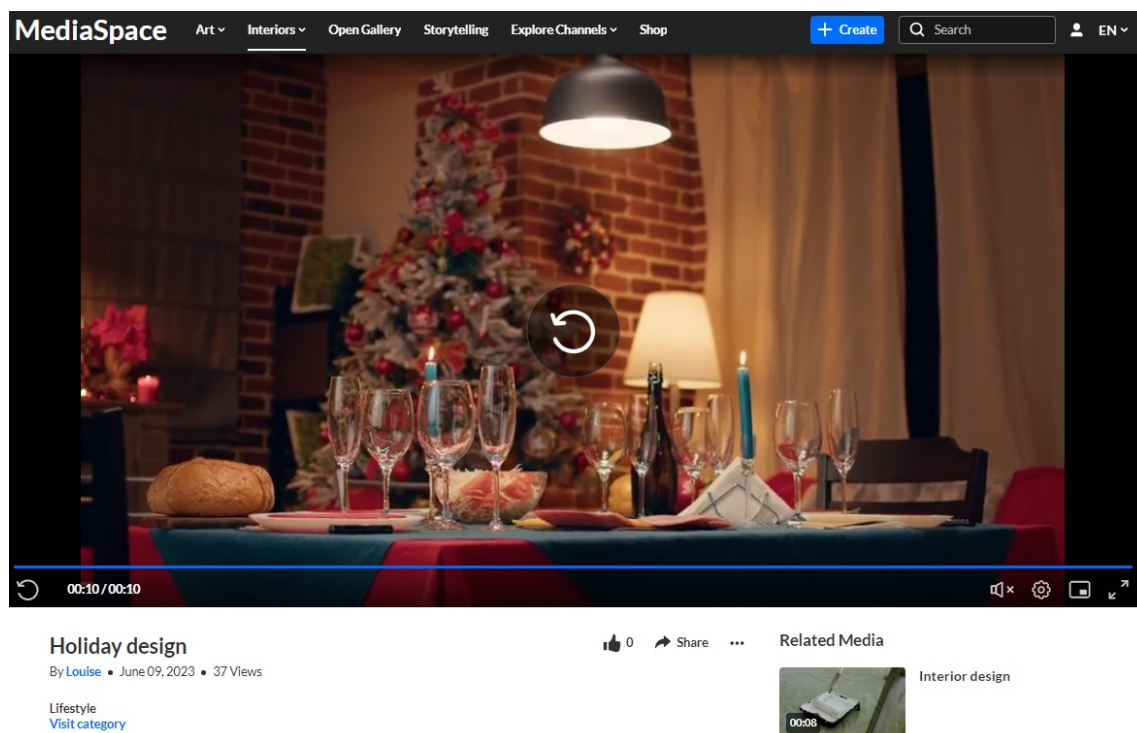 MediaSpace Art Interiors Open Gallery Storytelling Explore Channels Shop + Create Search EN
00:10 / 00:10
Holiday design
0 Share ...
By Louise • June 09, 2023 • 37 Views
Lifestyle
Visit category
Related Media
Interior design
00:08